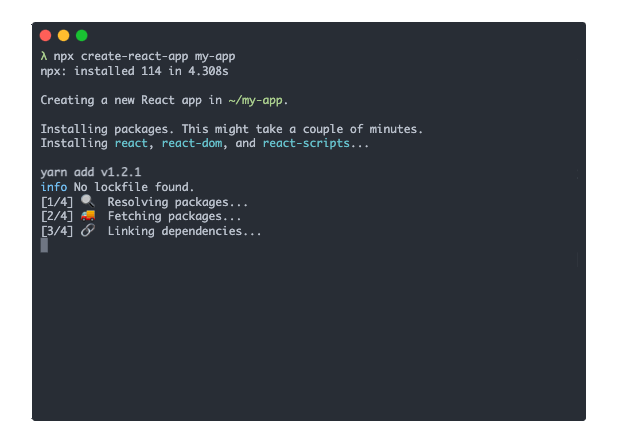 λ npx create-react-app my-app
npx: installed 114 in 4.308s
Creating a new React app in ~/my-app.
Installing packages. This might take a couple of minutes.
Installing react, react-dom, and react-scripts...
yarn add v1.2.1
info No lockfile found.
[1/4] 🔍 Resolving packages...
[2/4] 🚚 Fetching packages...
[3/4] 🔗 Linking dependencies...